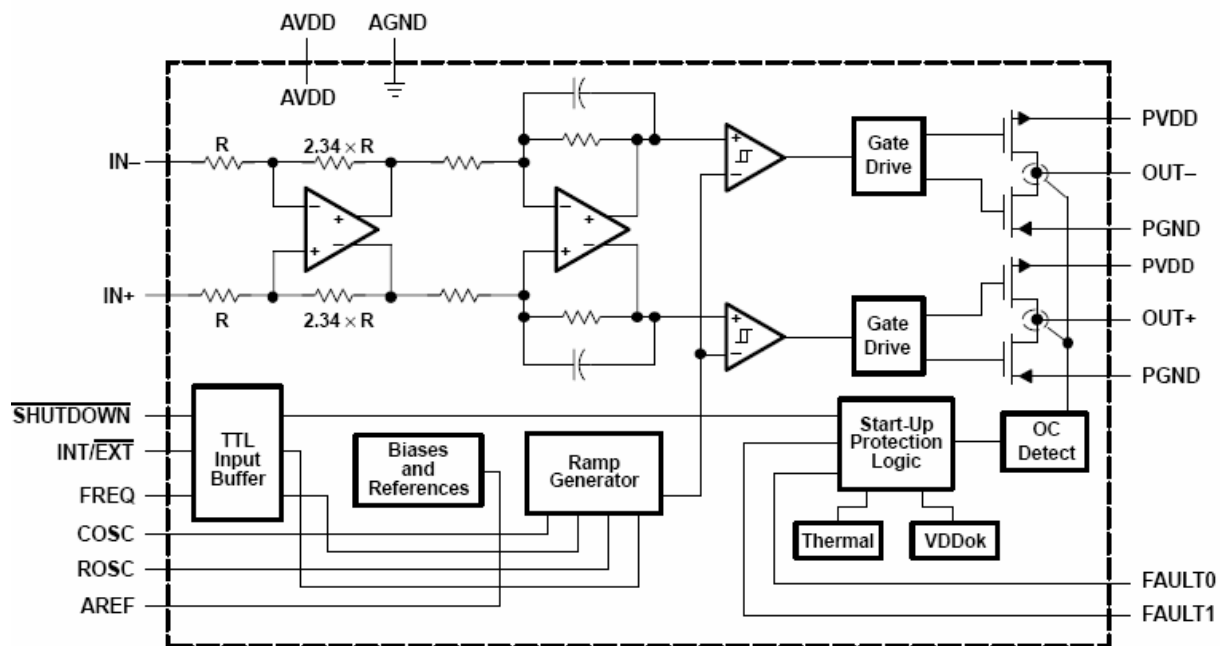 AVDD AGND
AVDD
PVDD
R
2.34 × R
IN–
OUT–
Gate
Drive
PGND
PVDD
IN+
R
2.34 × R
OUT+
Gate
Drive
PGND
SHUTDOWN
INT/EXT
FREQ
COSC
ROSC
AREF
TTL
Input
Buffer
Biases
and
References
Ramp
Generator
Start-Up
Protection
Logic
OC
Detect
Thermal
VDDok
FAULT0
FAULT1
+
–
–
+
+
–
–
+
+
–
+
–
+
–